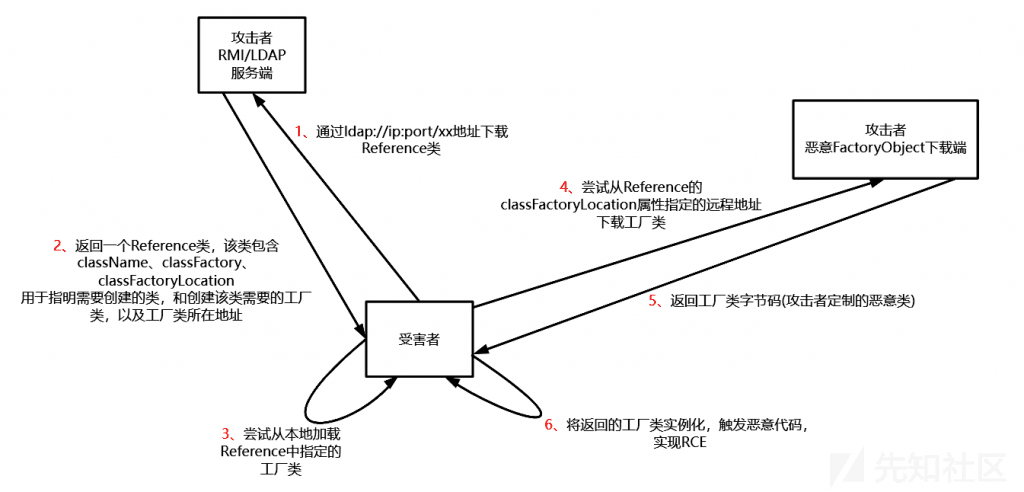 攻击者
RMI/LDAP
服务端
1、通过ldap://ip:port/xx地址下载
Reference类
攻击者
恶意FactoryObject下载端
4、尝试从Reference的
classFactoryLocation属性指定的远程地址
下载工厂类
2、返回一个Reference类，该类包含
className、classFactory、
classFactoryLocation
用于指明需要创建的类，和创建该类需要的工厂
类，以及工厂类所在地址
5、返回工厂类字节码(攻击者定制的恶意类)
受害者
3、尝试从本地加载
Reference中指定的
工厂类
6、将返回的工厂类实例化，触发恶意代码，
实现RCE
先知社区